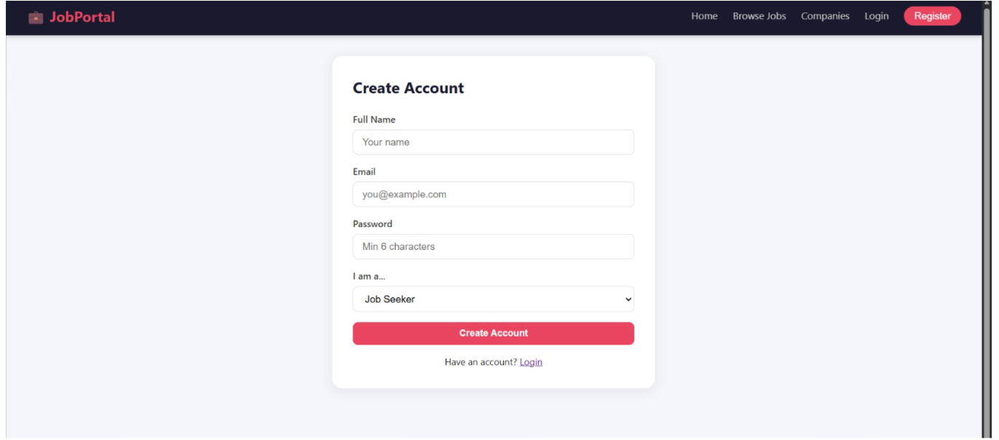 JobPortal
Home Browse Jobs Companies Login Register
Create Account
Full Name
Your name
Email
you@example.com
Password
Min 6 characters
I am a...
Job Seeker
Create Account
Have an account? Login